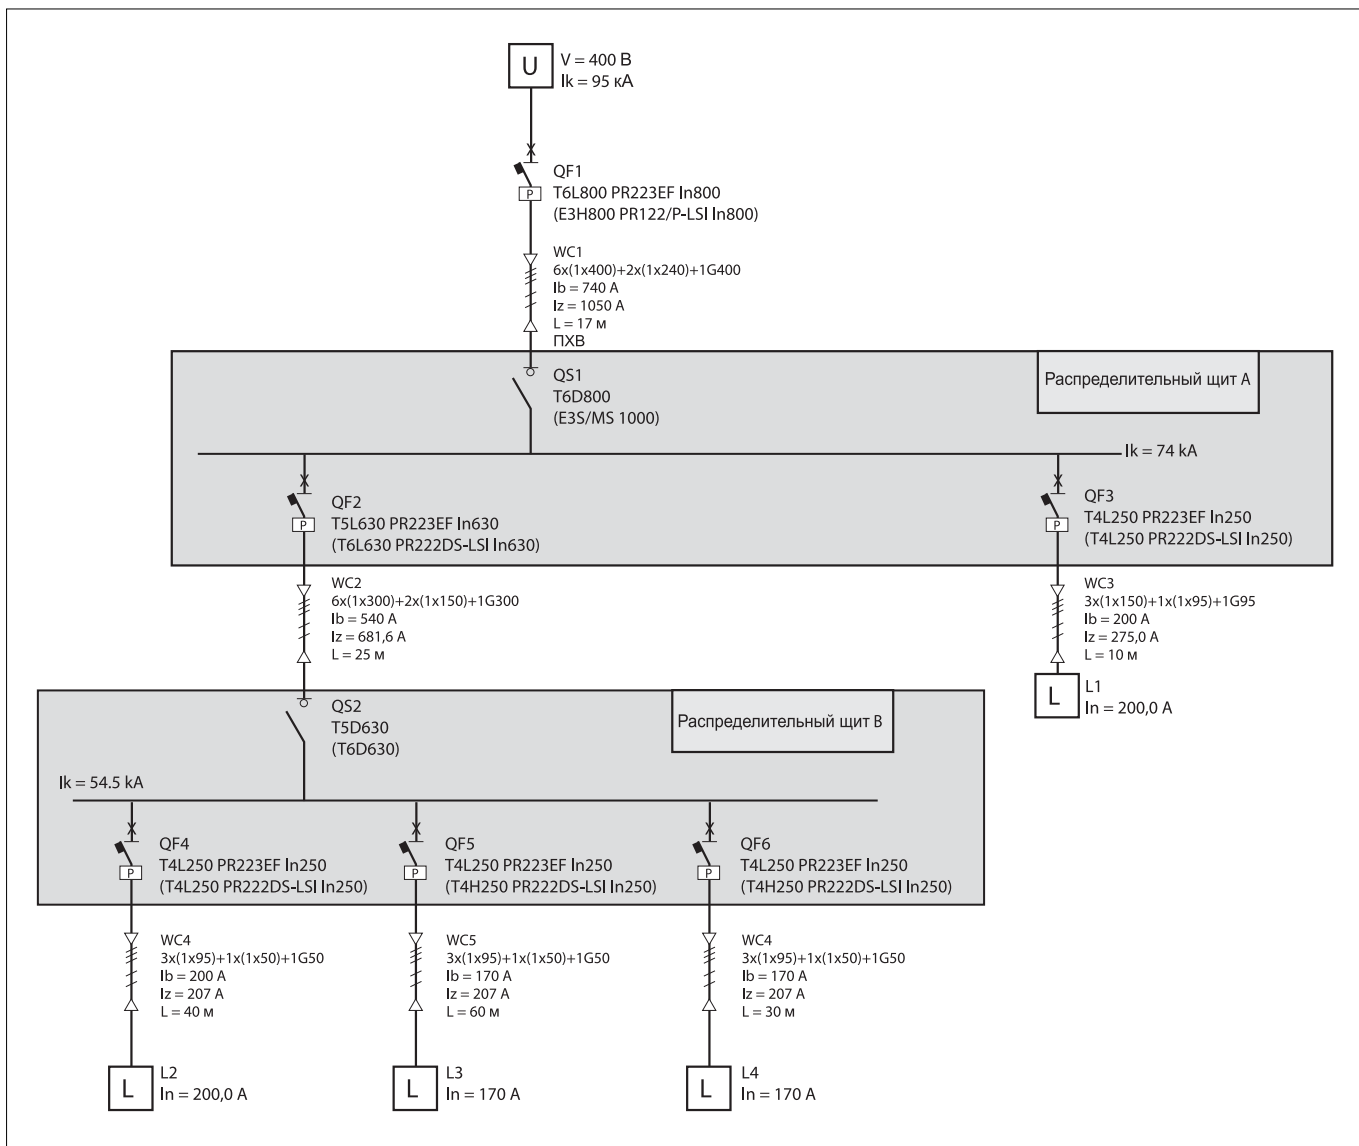 U
V = 400 В
Ik = 95 кА
QF1
P
T6L800 PR223EF In800
(E3H800 PR122/P-LSI In800)
WC1
6x(1x400)+2x(1x240)+1G400
Ib = 740 A
Iz = 1050 A
L = 17 м
ПХВ
QS1
T6D800
(E3S/MS 1000)
Распределительный щит A
Ik = 74 kA
QF2
P
T5L630 PR223EF In630
(T6L630 PR222DS-LSI In630)
QF3
P
T4L250 PR223EF In250
(T4L250 PR222DS-LSI In250)
WC2
6x(1x300)+2x(1x150)+1G300
Ib = 540 A
Iz = 681,6 A
L = 25 м
WC3
3x(1x150)+1x(1x95)+1G95
Ib = 200 A
Iz = 275,0 A
L = 10 м
L
L1
In = 200,0 A
QS2
T5D630
(T6D630)
Распределительный щит B
Ik = 54.5 kA
QF4
P
T4L250 PR223EF In250
(T4L250 PR222DS-LSI In250)
QF5
P
T4L250 PR223EF In250
(T4H250 PR222DS-LSI In250)
QF6
P
T4L250 PR223EF In250
(T4H250 PR222DS-LSI In250)
WC4
3x(1x95)+1x(1x50)+1G50
Ib = 200 A
Iz = 207 A
L = 40 м
WC5
3x(1x95)+1x(1x50)+1G50
Ib = 170 A
Iz = 207 A
L = 60 м
WC4
3x(1x95)+1x(1x50)+1G50
Ib = 170 A
Iz = 207 A
L = 30 м
L
L2
In = 200,0 A
L
L3
In = 170 A
L
L4
In = 170 A